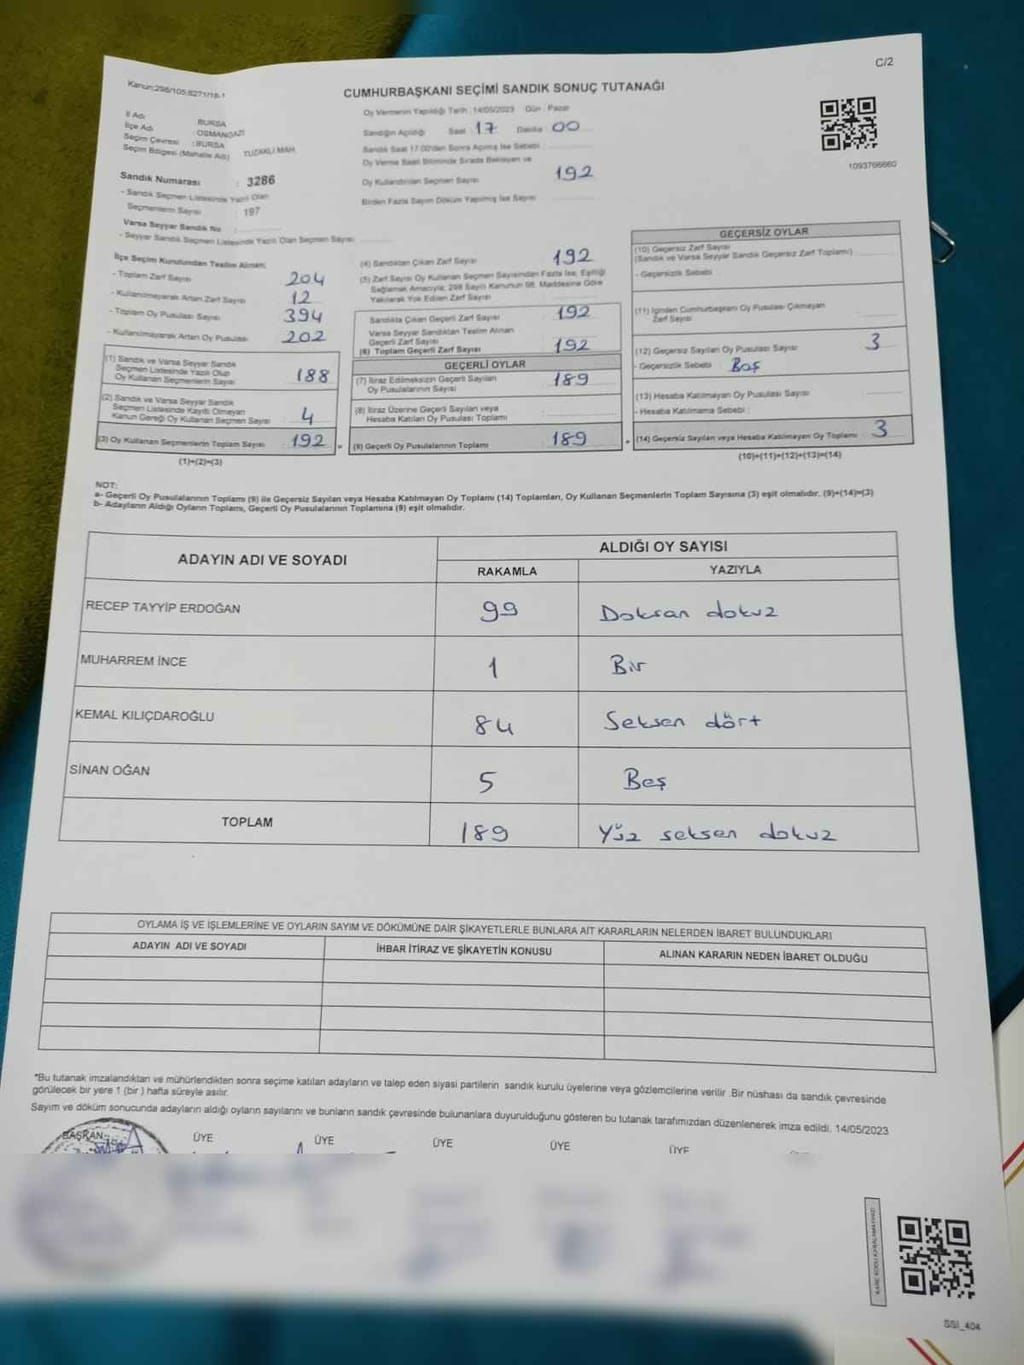 Kanun:298/105;6271/18-1
C/2
CUMHURBAŞKANI SEÇİMİ SANDIK SONUÇ TUTANAĞI
İl Adı BURSA
İlçe Adı : OSMANGAZİ
Seçim Çevresi : BURSA
Seçim Bölgesi (Mahalle Adı)
Sandık Numarası : 3286
- Sandık Seçmen Listesinde Yazılı Olan
Seçmenlerin Sayısı : 197
Varsa Seyyar Sandık No
- Seyyar Sandık Seçmen Listesinde Yazılı Olan Seçmen Sayısı
Oy Vermenin Yapıldığı Tarih : 14/05/2023 Gün : Pazar
Sandığın Açıldığı Saat 17 Dakika 00
Sandık Saat 17.00'den Sonra Açılmış İse Sebebi
Oy Verme Saati Bitiminde Sırada Bekleyen ve
Oy Kullandırılan Seçmen Sayısı 192
Birden Fazla Sayım Döküm Yapılmış İse Sayısı
1093766660
İlçe Seçim Kurulundan Teslim Alınan:
- Toplam Zarf Sayısı 204
- Kullanılmayarak Artan Zarf Sayısı 12
- Toplam Oy Pusulası Sayısı 394
- Kullanılmayarak Artan Oy Pusulası 202
(1) Sandık ve Varsa Seyyar Sandık
Seçmen Listesinde Yazılı Olup
Oy Kullanan Seçmenlerin Sayısı 188
(2) Sandık ve Varsa Seyyar Sandık
Seçmen Listesinde Kayıtlı Olmayan
Kanun Gereği Oy Kullanan Seçmen Sayısı 4
(3) Oy Kullanan Seçmenlerin Toplam Sayısı 192 =
(1)+(2)=(3)
(4) Sandıktan Çıkan Zarf Sayısı 192
(5) Zarf Sayısı Oy Kullanan Seçmen Sayısından Fazla İse, Eşitliği
Sağlamak Amacıyla; 298 Sayılı Kanunun 98. Maddesine Göre
Yakılarak Yok Edilen Zarf Sayısı
Sandıkta Çıkan Geçerli Zarf Sayısı 192
Varsa Seyyar Sandıktan Teslim Alınan
Geçerli Zarf Sayısı
(6) Toplam Geçerli Zarf Sayısı 192
GEÇERLİ OYLAR
(7) İtiraz Edilmeksizin Geçerli Sayılan
Oy Pusulalarının Sayısı 189
(8) İtiraz Üzerine Geçerli Sayılan veya
Hesaba Katılan Oy Pusulası Toplamı
(9) Geçerli Oy Pusulalarının Toplamı 189 +
GEÇERSİZ OYLAR
(10) Geçersiz Zarf Sayısı
(Sandık ve Varsa Seyyar Sandık Geçersiz Zarf Toplamı)
- Geçersizlik Sebebi
(11) İçinden Cumhurbaşkanı Oy Pusulası Çıkmayan
Zarf Sayısı
(12) Geçersiz Sayılan Oy Pusulası Sayısı 3
- Geçersizlik Sebebi : Boş
(13) Hesaba Katılmayan Oy Pusulası Sayısı
- Hesaba Katılmama Sebebi :
(14) Geçersiz Sayılan veya Hesaba Katılmayan Oy Toplamı 3
(10)+(11)+(12)+(13)=(14)
NOT:
a- Geçerli Oy Pusulalarının Toplamı (9) ile Geçersiz Sayılan veya Hesaba Katılmayan Oy Toplamı (14) Toplamları, Oy Kullanan Seçmenlerin Toplam Sayısına (3) eşit olmalıdır. (9)+(14)=(3)
b- Adayların Aldığı Oyların Toplamı, Geçerli Oy Pusulalarının Toplamına (9) eşit olmalıdır.
ADAYIN ADI VE SOYADI ALDIĞI OY SAYISI
RAKAMLA YAZIYLA
RECEP TAYYİP ERDOĞAN 99 Doksan dokuz
MUHARREM İNCE 1 Bir
KEMAL KILIÇDAROĞLU 84 Seksen dört
SİNAN OĞAN 5 Beş
TOPLAM 189 Yüz seksen dokuz
OYLAMA İŞ VE İŞLEMLERİNE VE OYLARIN SAYIM VE DÖKÜMÜNE DAİR ŞİKAYETLERLE BUNLARA AİT KARARLARIN NELERDEN İBARET BULUNDUKLARI
ADAYIN ADI VE SOYADI İHBAR İTİRAZ VE ŞİKAYETİN KONUSU ALINAN KARARIN NEDEN İBARET OLDUĞU
*Bu tutanak imzalandıktan ve mühürlendikten sonra seçime katılan adayların ve talep eden siyasi partilerin sandık kurulu üyelerine veya gözlemcilerine verilir .Bir nüshası da sandık çevresinde
görülecek bir yere 1 (bir ) hafta süreyle asılır.
Sayım ve döküm sonucunda adayların aldığı oyların sayılarını ve bunların sandık çevresinde bulunanlara duyurulduğunu gösteren bu tutanak tarafımızdan düzenlenerek imza edildi. 14/05/2023
BAŞKAN ÜYE ÜYE ÜYE ÜYE ÜYE
SSI_404